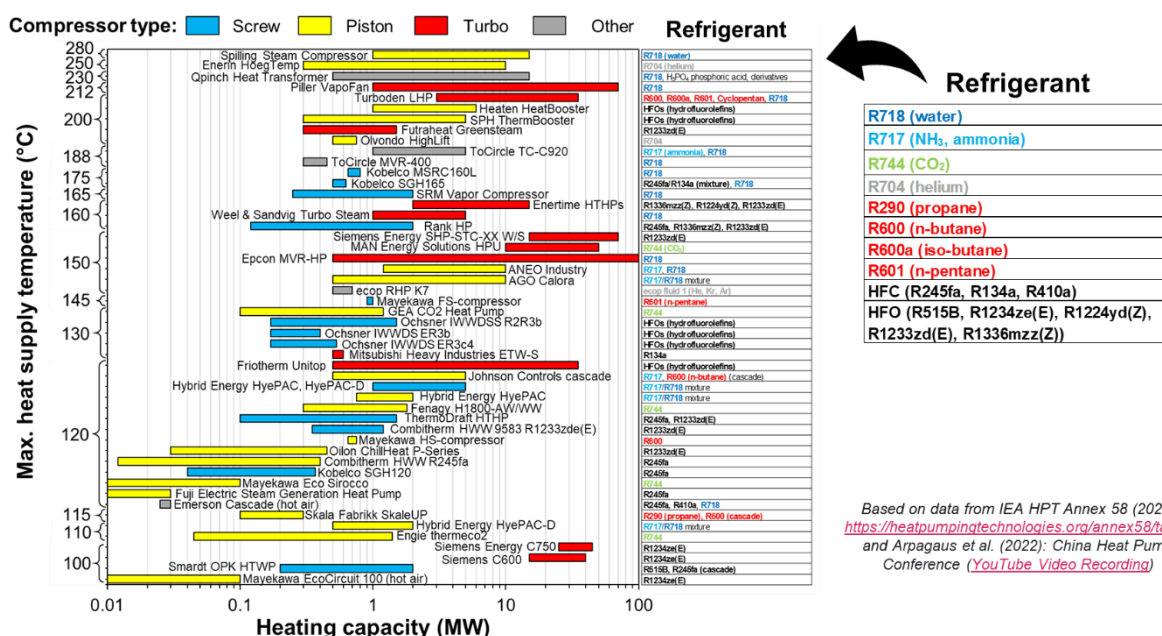 Compressor type: Screw Piston Turbo Other Refrigerant
280 Spilling Steam Compressor R718 (water)
250 Enerin HoegTemp R704 (helium)
230 Qpinch Heat Transformer R718, H₃PO₄ phosphoric acid, derivatives
212 Piller VapoFan R718
Turboden LHP R600, R600a, R601, Cyclopentan, R718
Heaten HeatBooster HFOs (hydrofluorolefins)
200 SPH ThermBooster HFOs (hydrofluorolefins)
Futraheat Greensteam R1233zd(E)
Olvondo HighLift R704
ToCircle TC-C920 R717 (ammonia), R718
188 ToCircle MVR-400 R718
175 Kobelco MSRC160L R718
Kobelco SGH165 R245fa/R134a (mixture), R718
165 SRM Vapor Compressor R718
Enertime HTHPs R1336mzz(Z), R1224yd(Z), R1233zd(E)
160 Weel & Sandvig Turbo Steam R718
Rank HP R245fa, R1336mzz(Z), R1233zd(E)
Siemens Energy SHP-STC-XX W/S R1233zd(E)
MAN Energy Solutions HPU R744 (CO₂)
150 Epcon MVR-HP R718
ANEO Industry R717, R718
AGO Calora R717/R718 mixture
ecop RHP K7 ecop fluid 1 (He, Kr, Ar)
145 Mayekawa FS-compressor R601 (n-pentane)
GEA CO2 Heat Pump R744
130 Ochsner IWWDSS R2R3b HFOs (hydrofluorolefins)
Ochsner IWWDS ER3b HFOs (hydrofluorolefins)
Ochsner IWWDS ER3c4 HFOs (hydrofluorolefins)
Mitsubishi Heavy Industries ETW-S R134a
Friotherm Unitop HFOs (hydrofluorolefins)
Johnson Controls cascade R717, R600 (n-butane) (cascade)
Hybrid Energy HyePAC, HyePAC-D R717/R718 mixture
Hybrid Energy HyePAC R717/R718 mixture
Fenagy H1800-AW/WW R744
ThermoDraft HTHP R245fa, R1233zd(E)
120 Combitherm HWW 9583 R1233zde(E) R1233zd(E)
Mayekawa HS-compressor R600
Oilon ChillHeat P-Series R1233zd(E)
Combitherm HWW R245fa R245fa
Kobelco SGH120 R245fa
Mayekawa Eco Sirocco R744
Fuji Electric Steam Generation Heat Pump R245fa
Emerson Cascade (hot air) R245fa, R410a, R718
115 Skala Fabrikk SkaleUP R290 (propane), R600 (cascade)
110 Hybrid Energy HyePAC-D R717/R718 mixture
Engie thermeco2 R744
Siemens Energy C750 R1234ze(E)
100 Siemens C600 R1234ze(E)
Smardt OPK HTWP R515B, R245fa (cascade)
Mayekawa EcoCircuit 100 (hot air) R1234ze(E)
0.01 0.1 1 10 100
Heating capacity (MW)
Max. heat supply temperature (°C)
Refrigerant
R718 (water)
R717 (NH₃, ammonia)
R744 (CO₂)
R704 (helium)
R290 (propane)
R600 (n-butane)
R600a (iso-butane)
R601 (n-pentane)
HFC (R245fa, R134a, R410a)
HFO (R515B, R1234ze(E), R1224yd(Z),
R1233zd(E), R1336mzz(Z))
Based on data from IEA HPT Annex 58 (202
https://heatpumpingtechnologies.org/annex58/ta
and Arpagaus et al. (2022): China Heat Pum
Conference (YouTube Video Recording)